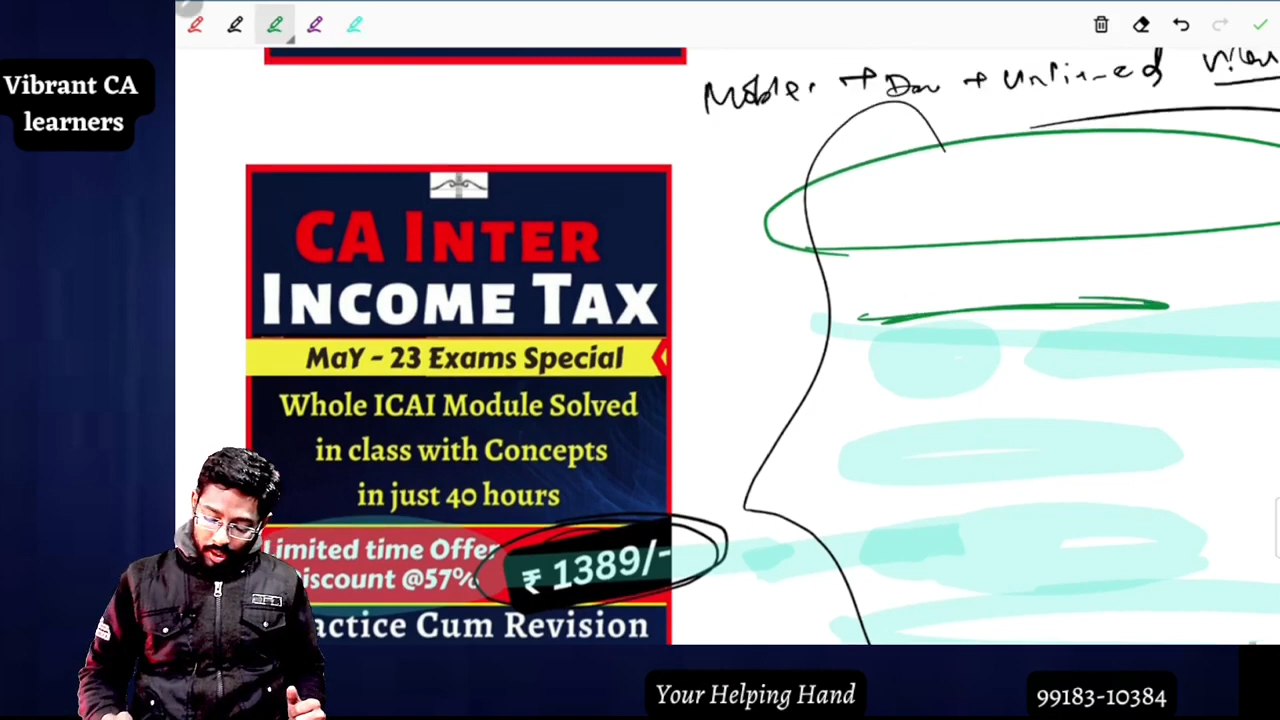 Vibrant CA
learners
CA INTER
INCOME TAX
MaY - 23 Exams Special
Whole ICAI Module Solved
in class with Concepts
in just 40 hours
Limited time Offer
Discount @57%
₹ 1389/-
actice Cum Revision
Your Helping Hand
99183-10384